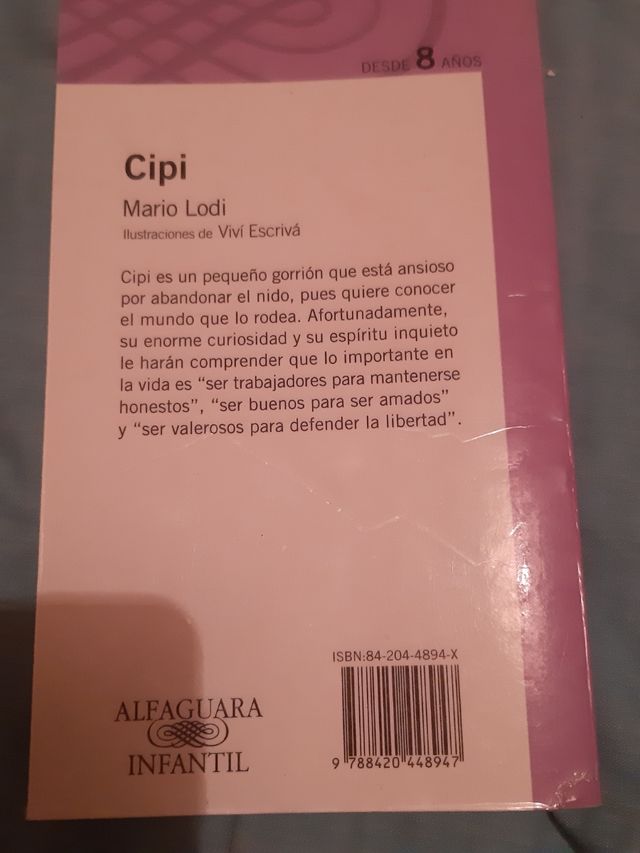 DESDE 8 AÑOS
Cipi
Mario Lodi
Ilustraciones de Viví Escrivá
Cipi es un pequeño gorrión que está ansioso
por abandonar el nido, pues quiere conocer
el mundo que lo rodea. Afortunadamente,
su enorme curiosidad y su espíritu inquieto
le harán comprender que lo importante en
la vida es “ser trabajadores para mantenerse
honestos”, “ser buenos para ser amados”
y “ser valerosos para defender la libertad”.
ISBN:84-204-4894-X
9 788420 448947
ALFAGUARA
INFANTIL